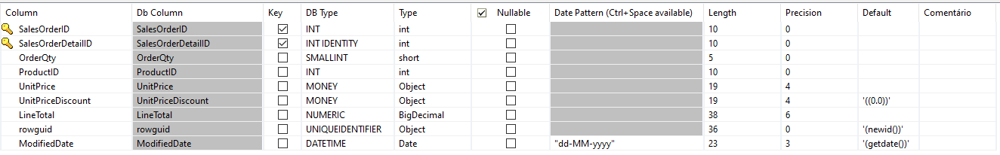 Column Db Column Key DB Type Type Nullable Date Pattern (Ctrl+Space available) Length Precision Default Comentário
SalesOrderID SalesOrderID INT int 10 0
SalesOrderDetailID SalesOrderDetailID INT IDENTITY int 10 0
OrderQty OrderQty SMALLINT short 5 0
ProductID ProductID INT int 10 0
UnitPrice UnitPrice MONEY Object 19 4
UnitPriceDiscount UnitPriceDiscount MONEY Object 19 4 '((0.0))'
LineTotal LineTotal NUMERIC BigDecimal 38 6
rowguid rowguid UNIQUEIDENTIFIER Object 36 0 '(newid())'
ModifiedDate ModifiedDate DATETIME Date "dd-MM-yyyy" 23 3 '(getdate())'